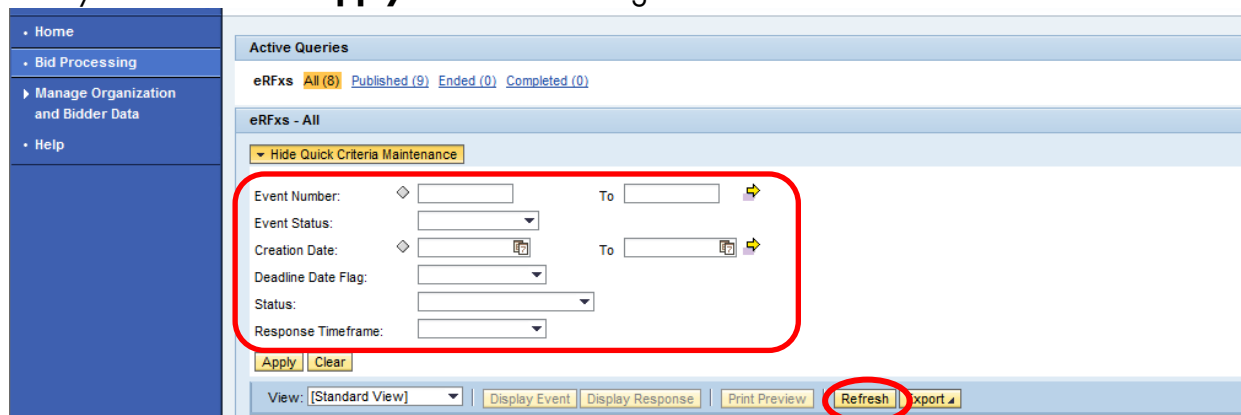 Apply
• Home
• Bid Processing
Manage Organization
and Bidder Data
• Help
Active Queries
eRFxs All (8) Published (9) Ended (0) Completed (0)
eRFxs - All
Hide Quick Criteria Maintenance
Event Number: To
Event Status:
Creation Date: To
Deadline Date Flag:
Status:
Response Timeframe:
Apply Clear
View: [Standard View] Display Event Display Response Print Preview Refresh Export